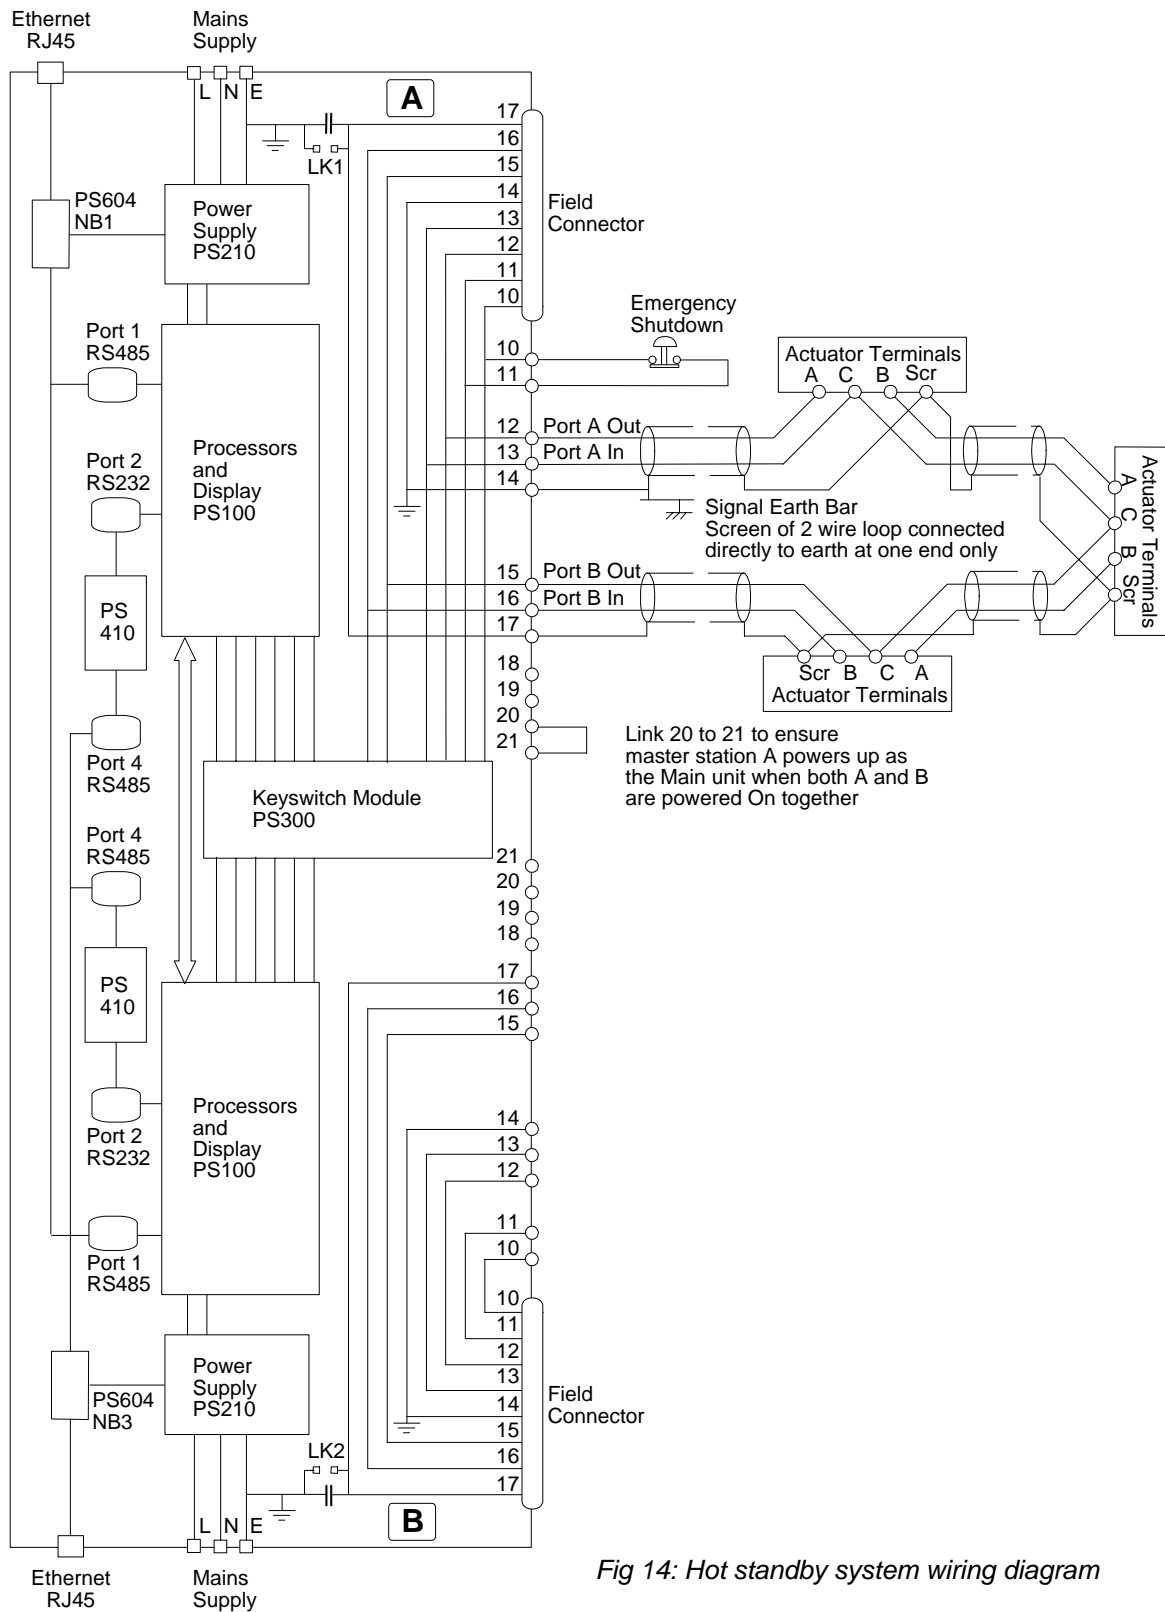 Ethernet
RJ45
Mains
Supply
L N E
A
LK1
17
16
15
14
13
12
11
10
Field
Connector
PS604
NB1
Power
Supply
PS210
Port 1
RS485
Processors
and
Display
PS100
Port 2
RS232
PS
410
Port 4
RS485
10
11
Emergency
Shutdown
12
13
14
Port A Out
Port A In
Actuator Terminals
A C B Scr
Signal Earth Bar
Screen of 2 wire loop connected
directly to earth at one end only
Actuator Terminals
A C B Scr
15
16
17
Port B Out
Port B In
Scr B C A
Actuator Terminals
18
19
20
21
Link 20 to 21 to ensure
master station A powers up as
the Main unit when both A and B
are powered On together
Keyswitch Module
PS300
Port 4
RS485
21
20
19
18
17
16
15
PS
410
Processors
and
Display
PS100
Port 2
RS232
14
13
12
11
10
Port 1
RS485
10
11
12
13
14
15
16
17
Field
Connector
Power
Supply
PS210
PS604
NB3
LK2
B
L N E
Ethernet
RJ45
Mains
Supply
Fig 14: Hot standby system wiring diagram